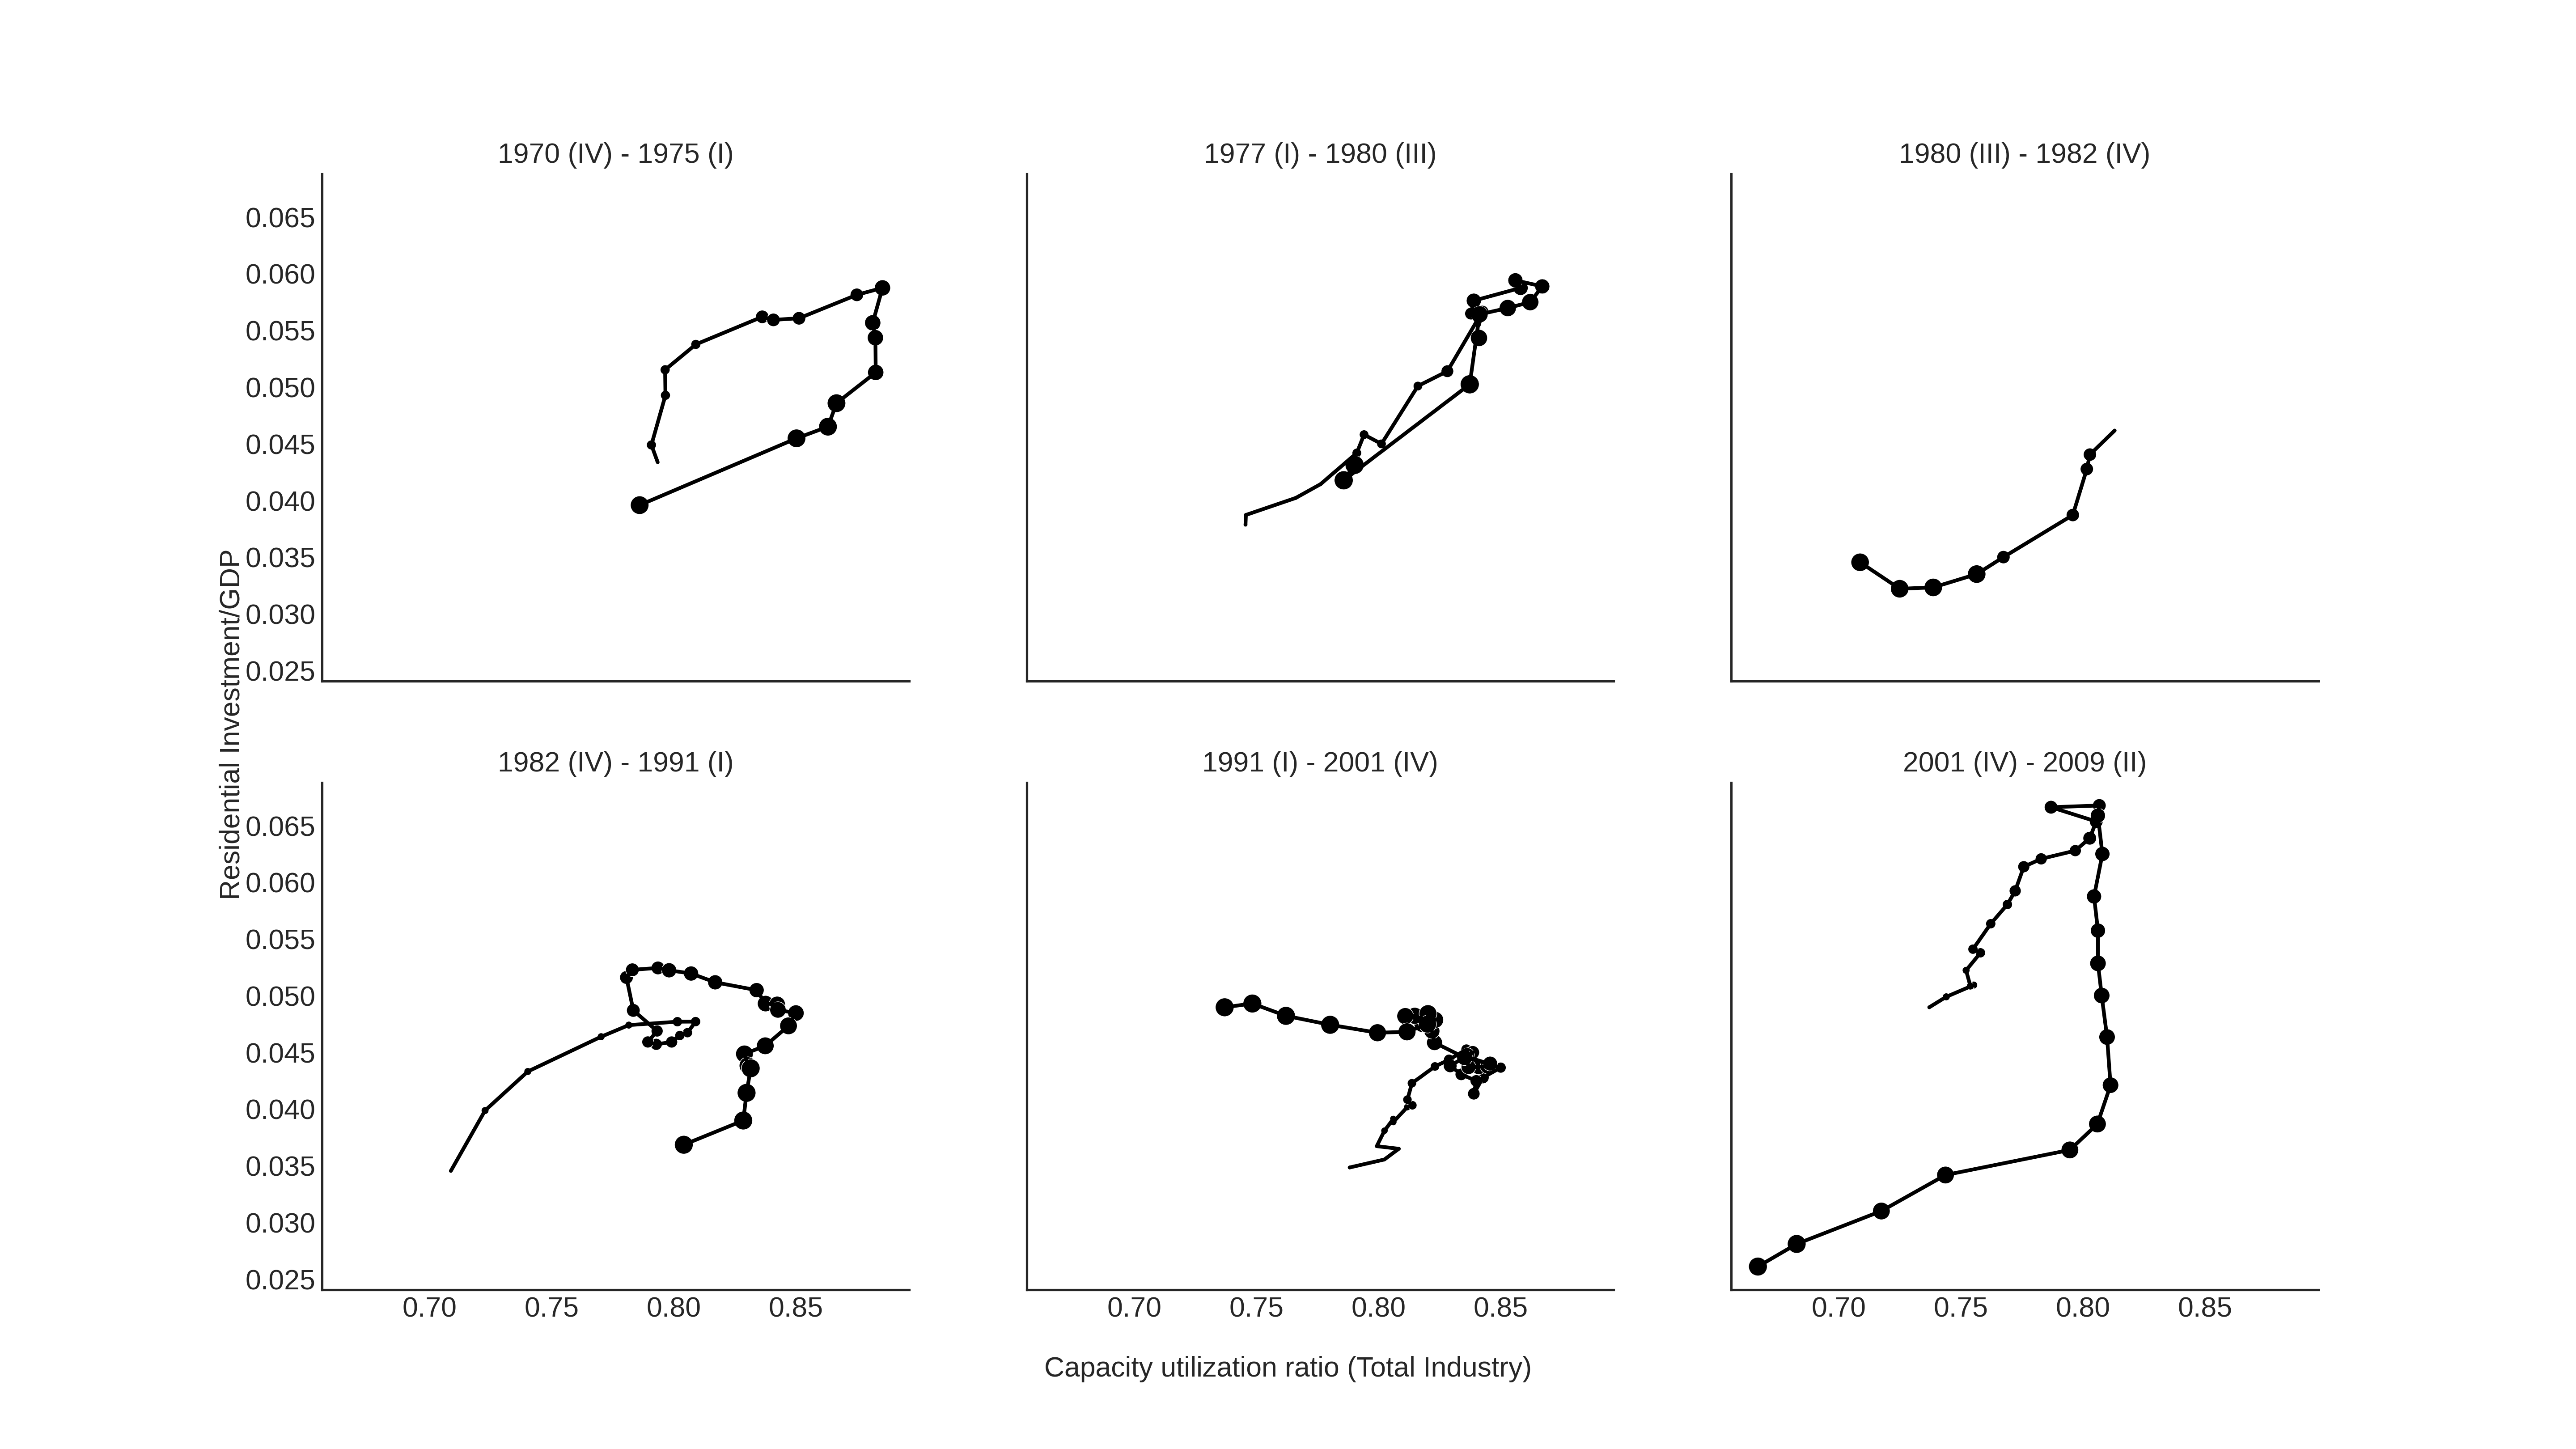 1970 (IV) - 1975 (I)
1977 (I) - 1980 (III)
1980 (III) - 1982 (IV)
0.065
0.060
0.055
0.050
0.045
0.040
0.035
0.030
0.025
Residential Investment/GDP
1982 (IV) - 1991 (I)
1991 (I) - 2001 (IV)
2001 (IV) - 2009 (II)
0.065
0.060
0.055
0.050
0.045
0.040
0.035
0.030
0.025
0.70 0.75 0.80 0.85
0.70 0.75 0.80 0.85
0.70 0.75 0.80 0.85
Capacity utilization ratio (Total Industry)